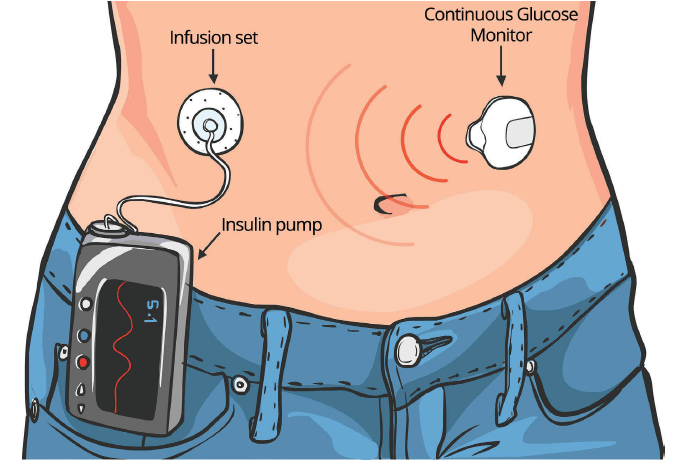 Continuous Glucose
Monitor
Infusion set
Insulin pump
5.1